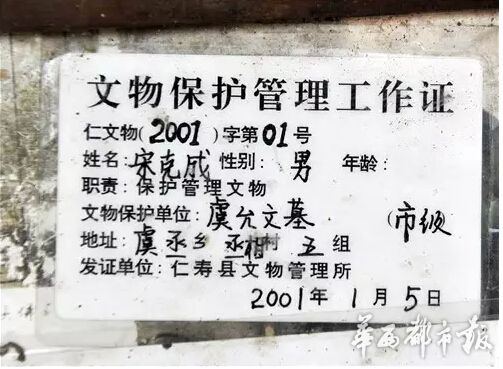 文物保护管理工作证
仁文物(2001)字第01号
姓名:宋克成 性别: 男 年龄:
职责:保护管理文物
文物保护单位:虞允文墓 (市级
地址:虞丞乡 丞相村 五组
发证单位:仁寿县文物管理所
2001年1月5日
华西都市报